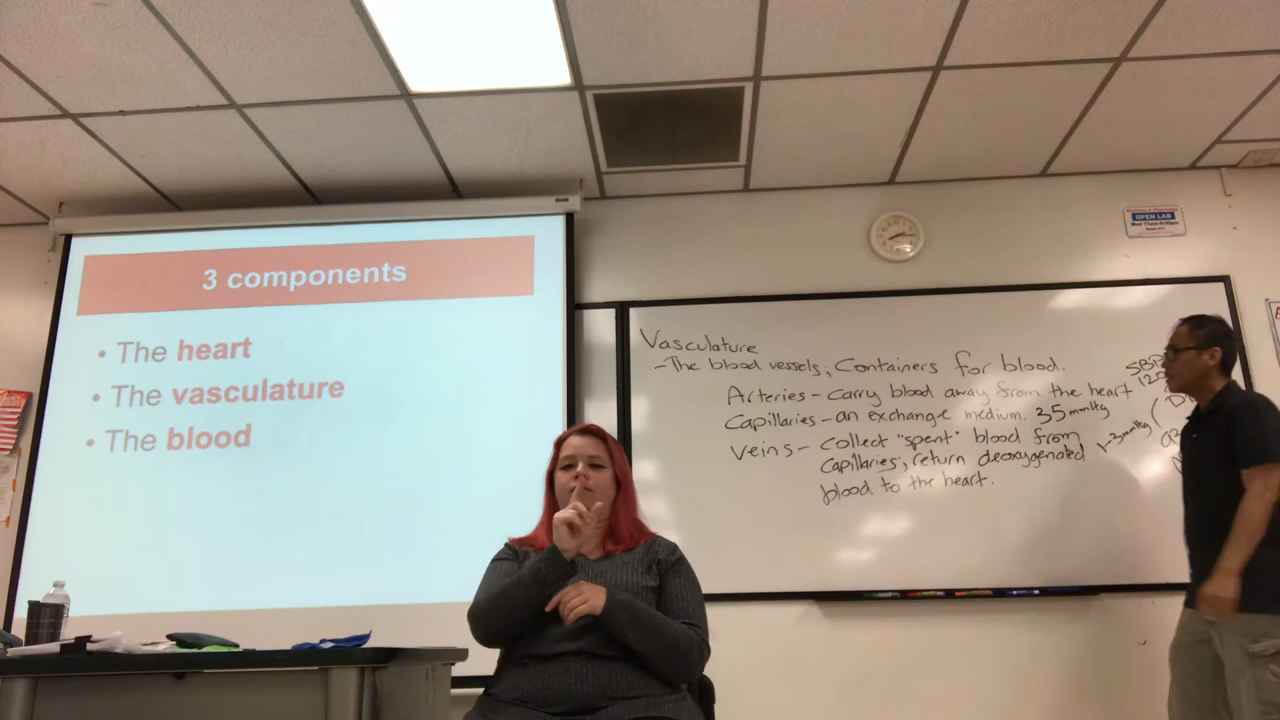 3 components
• The heart
• The vasculature
• The blood
OPEN LAB
Vasculature
-The blood vessels; Containers for blood.
Arteries - Carry blood away from the heart
SBP
120
Capillaries - an exchange medium. 35mmHg
Veins - collect "spent" blood from
capillaries; return deoxygenated
blood to the heart.
1-3mmHg